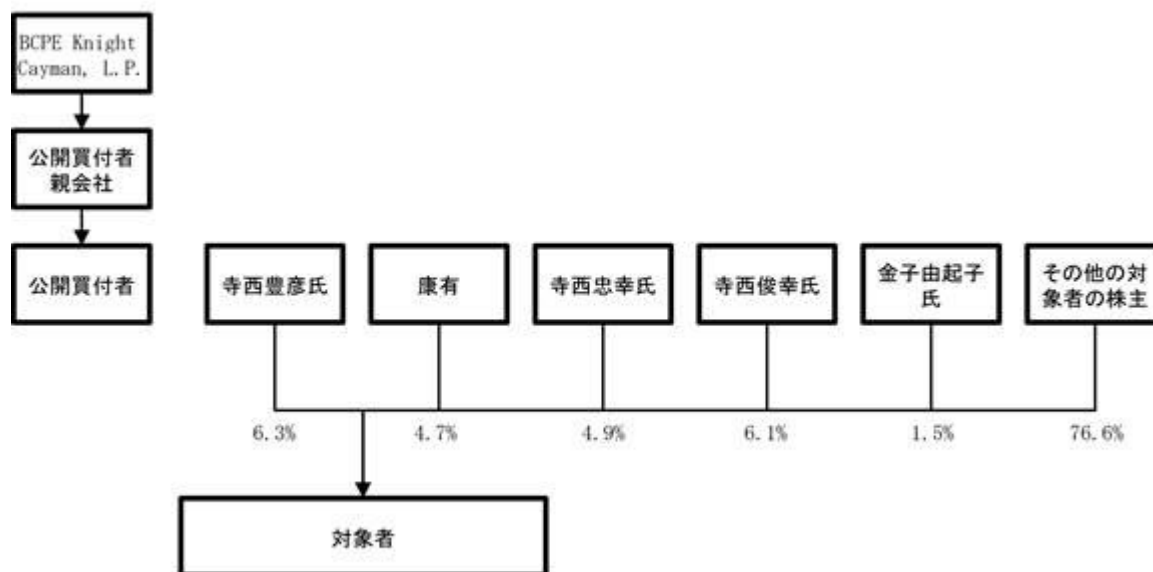 BCPE Knight
Cayman, L.P.
公開買付者
親会社
公開買付者
寺西豊彦氏
康有
寺西忠幸氏
寺西俊幸氏
金子由起子
氏
その他の対
象者の株主
6.3%
4.7%
4.9%
6.1%
1.5%
76.6%
対象者